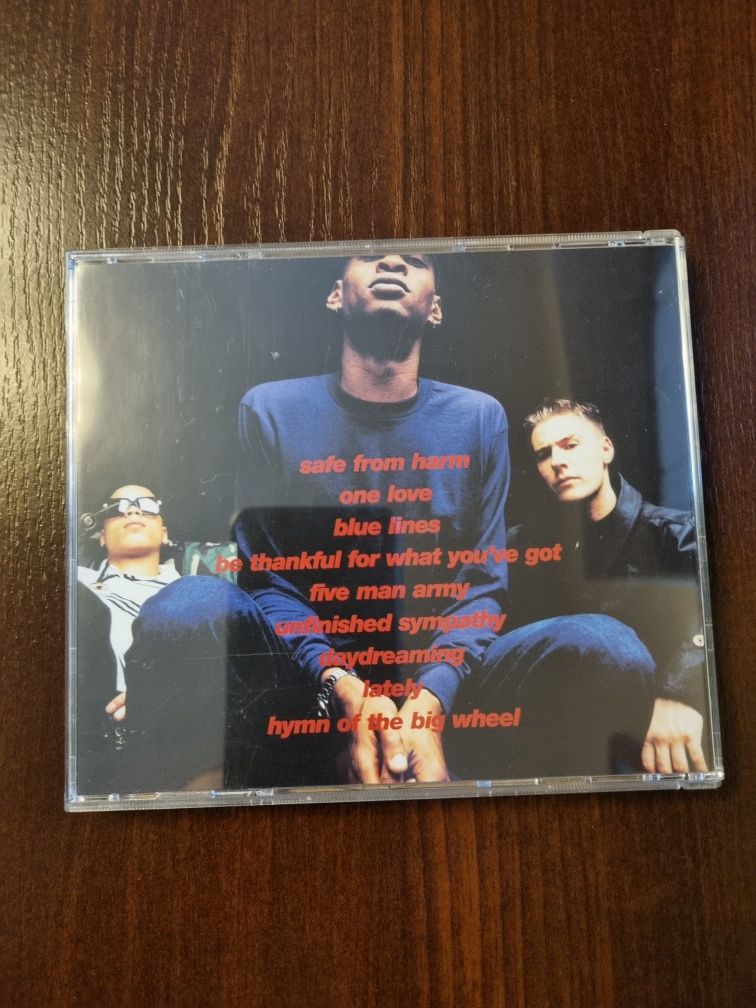 safe from harm
one love
blue lines
be thankful for what you've got
five man army
unfinished sympathy
daydreaming
lately
hymn of the big wheel